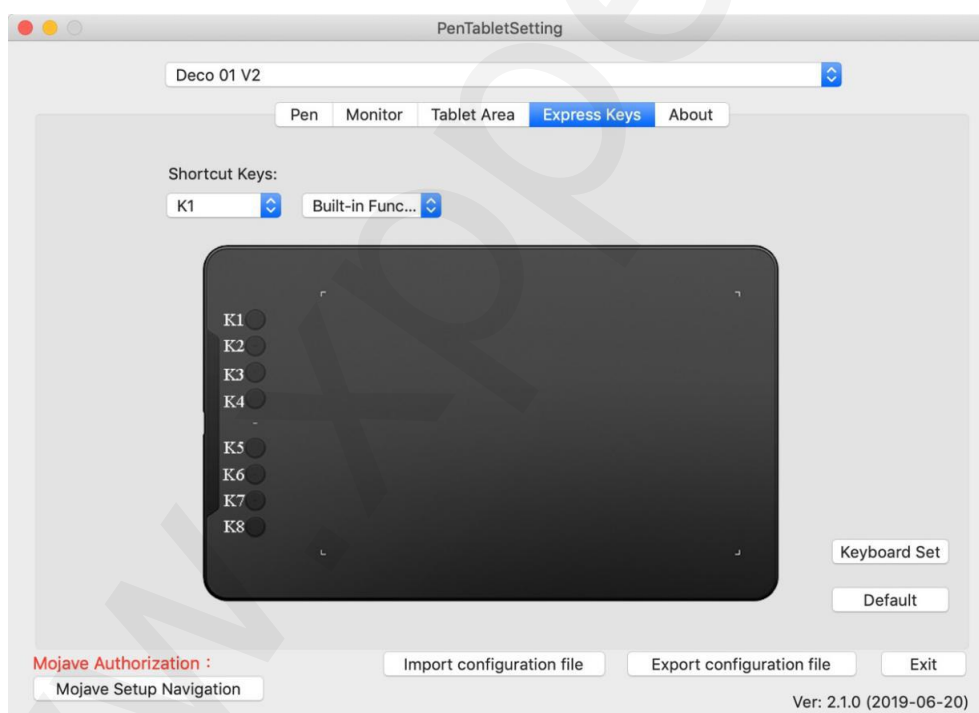 PenTabletSetting
Deco 01 V2
Pen Monitor Tablet Area Express Keys About
Shortcut Keys:
K1 Built-in Func...
K1
K2
K3
K4
K5
K6
K7
K8
Keyboard Set
Default
Mojave Authorization :
Import configuration file Export configuration file Exit
Mojave Setup Navigation
Ver: 2.1.0 (2019-06-20)